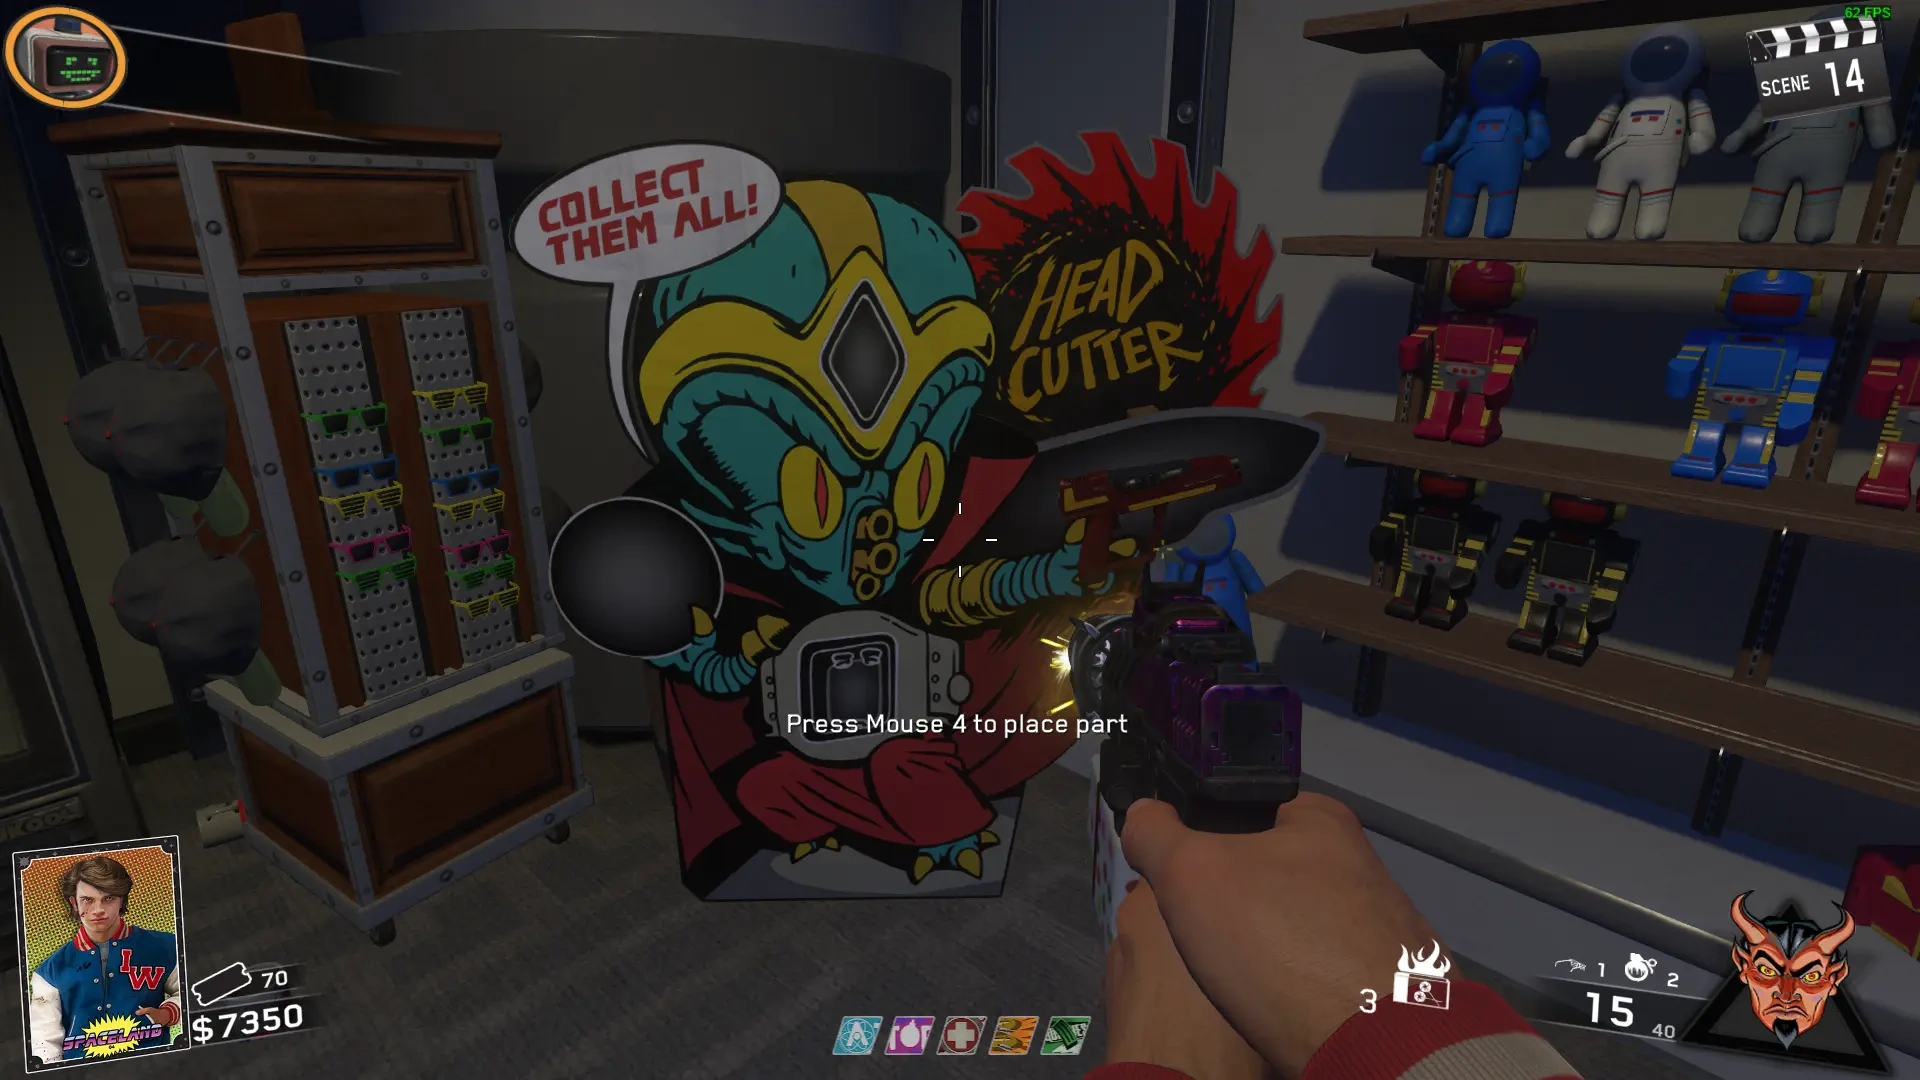 62 FPS
SCENE 14
COLLECT
THEM ALL!
HEAD
CUTTER
Press Mouse 4 to place part
IW
SPACELAND
70
$7350
3
1
2
15
40